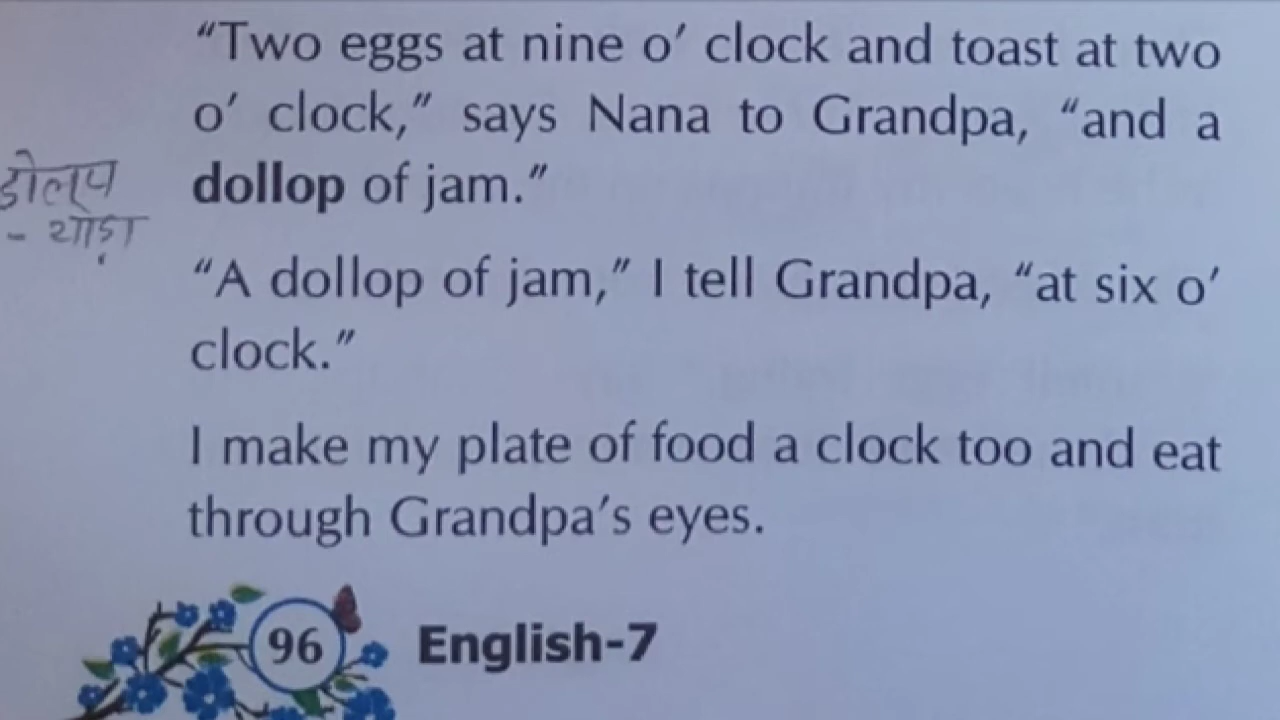 “Two eggs at nine o’ clock and toast at two
o’ clock,” says Nana to Grandpa, “and a
dollop of jam.”
डोलप
- थोड़ा
“A dollop of jam,” I tell Grandpa, “at six o’
clock.”
I make my plate of food a clock too and eat
through Grandpa’s eyes.
96 English-7